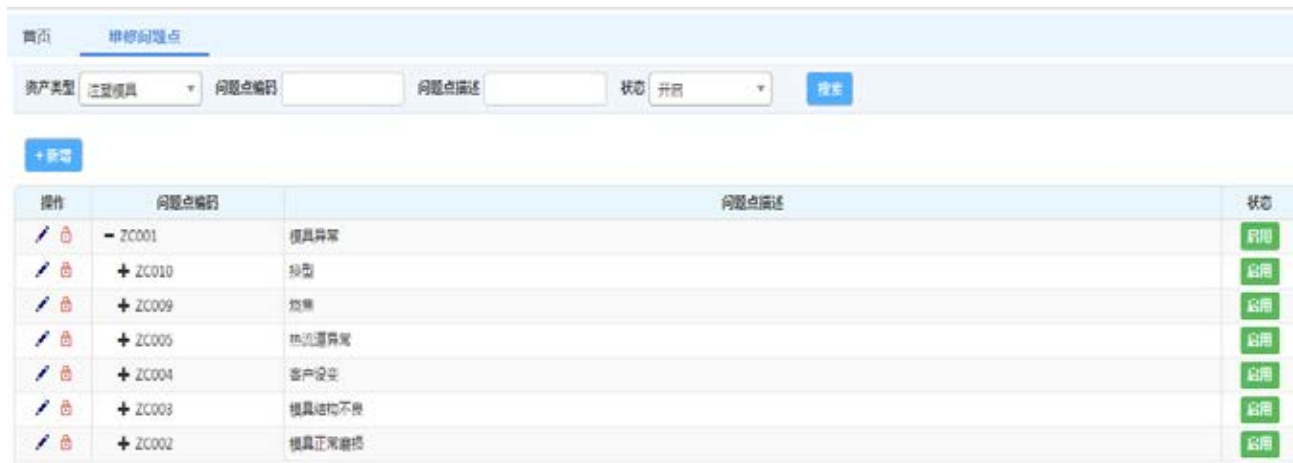 首页 维修问题点
资产类型 注塑模具 问题点编码 问题点描述 状态 开启 搜索
+新增
操作 问题点编码 问题点描述 状态
ZC001 模具异常 启用
ZC010 启用
ZC009 烧焦 启用
ZC005 热流道异常 启用
ZC004 客户设变 启用
ZC003 模具结构不良 启用
ZC002 模具正常磨损 启用